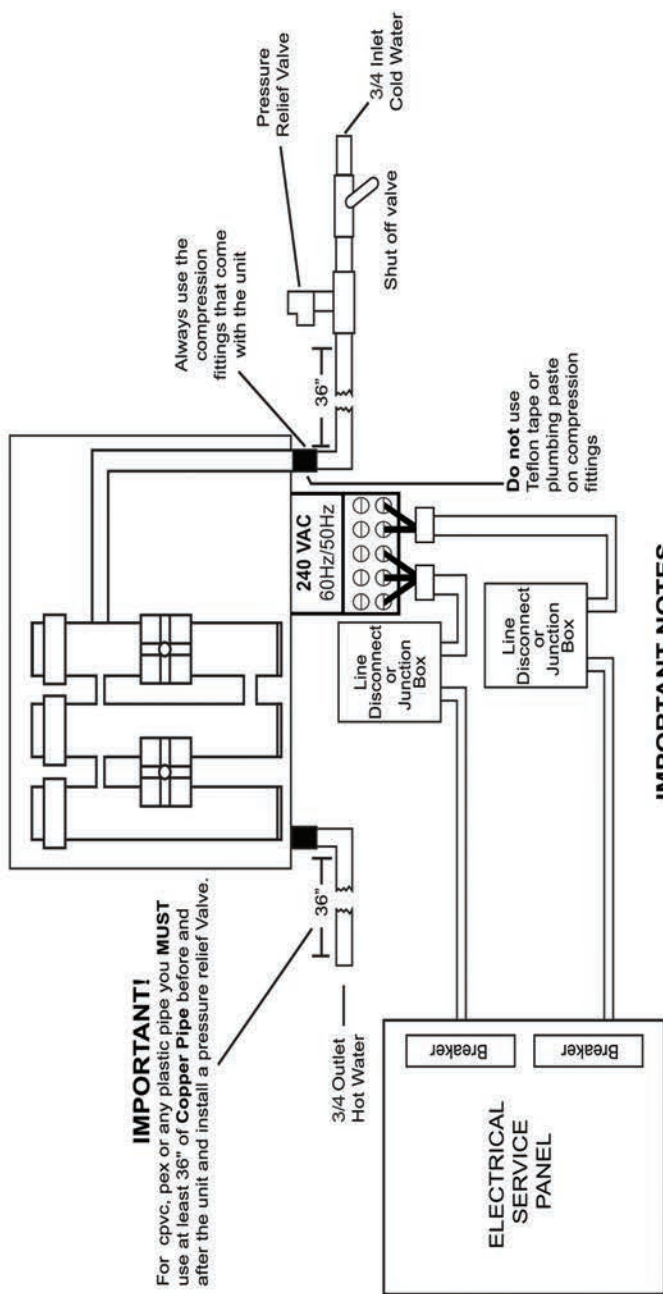 IMPORTANT!
For cpvc, pex or any plastic pipe you MUST
use at least 36" of Copper Pipe before and
after the unit and install a pressure relief Valve.
36"
3/4 Outlet
Hot Water
Always use the
compression
fittings that come
with the unit
Pressure
Relief Valve
36"
3/4 Inlet
Cold Water
Shut off valve
Do not use
Teflon tape or
plumbing paste
on compression
fittings
240 VAC
60Hz/50Hz
Line
Disconnect
or
Junction
Box
Line
Disconnect
or
Junction
Box
ELECTRICAL
SERVICE
PANEL
Breaker
Breaker
IMPORTANT NOTES